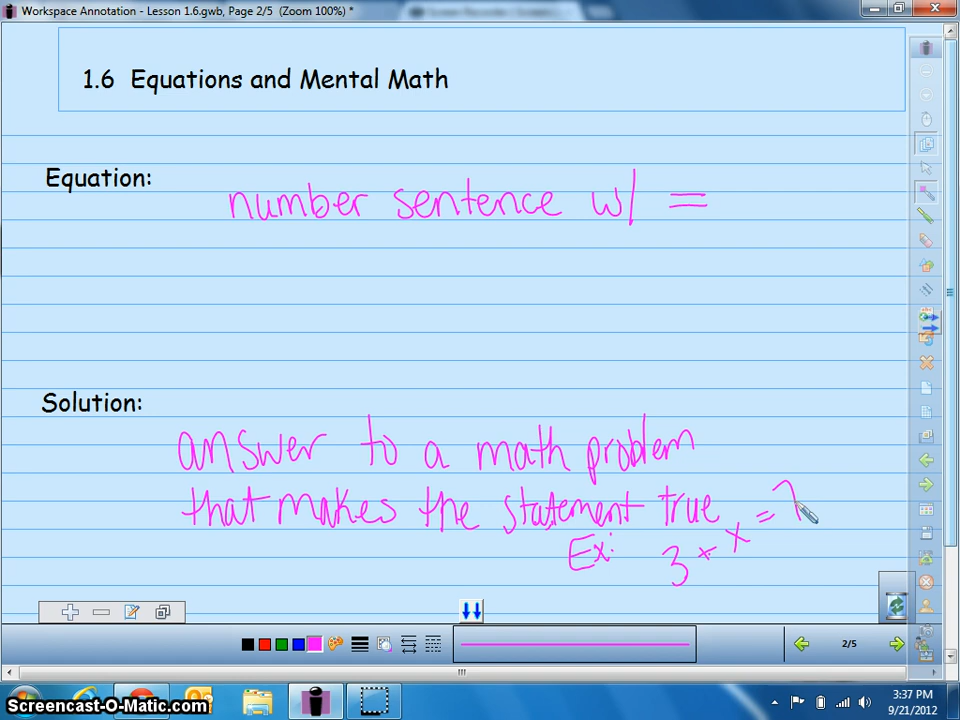 Workspace Annotation - Lesson 1.6.gwb, Page 2/5 (Zoom 100%) *
1.6 Equations and Mental Math
Equation:
number sentence w/ =
Solution:
answer to a math problem
that makes the statement true
Ex: 3 * x =
2/5
3:37 PM
9/21/2012
Screencast-O-Matic.com